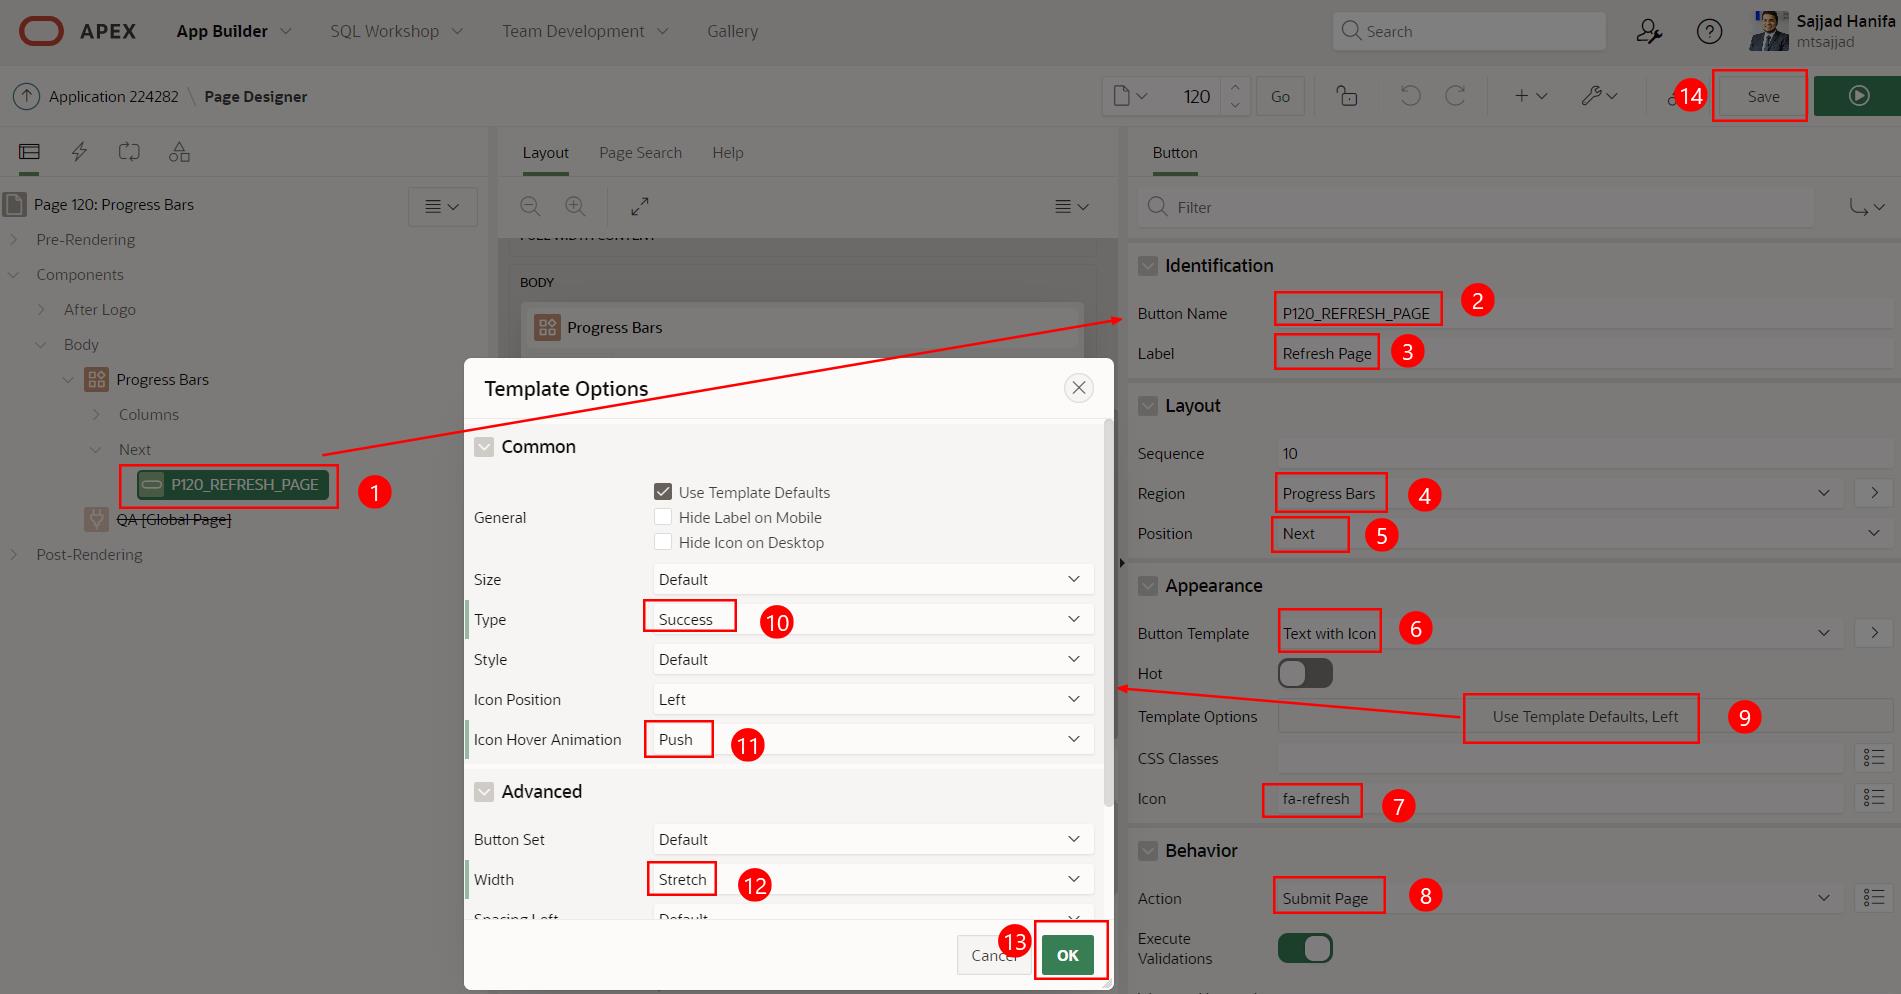 APEX
App Builder
SQL Workshop
Team Development
Gallery
Search
Sajjad Hanifa
mtsajjad
Application 224282 \ Page Designer
120
Go
14
Save
Layout
Page Search
Help
Button
Page 120: Progress Bars
Filter
Pre-Rendering
FULL WIDTH CONTENT
Components
Identification
BODY
After Logo
2
Button Name
P120_REFRESH_PAGE
Progress Bars
Body
Label
Refresh Page
3
Progress Bars
Template Options
Layout
Columns
Common
Next
Sequence
10
P120_REFRESH_PAGE
1
Use Template Defaults
Region
Progress Bars
4
General
Hide Label on Mobile
QA [Global Page]
Position
Next
5
Hide Icon on Desktop
Post-Rendering
Size
Default
Appearance
Type
Success
10
Button Template
Text with Icon
6
Style
Default
Hot
Icon Position
Left
Template Options
Use Template Defaults, Left
9
Icon Hover Animation
Push
11
CSS Classes
Advanced
Icon
fa-refresh
7
Button Set
Default
Behavior
Width
Stretch
12
Action
Submit Page
8
Spacing Left
Default
Execute
Validations
Cancel
13
OK